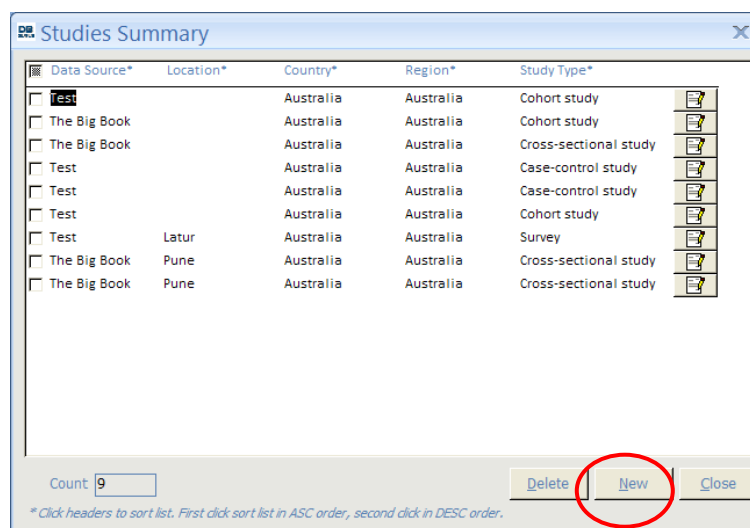 Studies Summary
Data Source* Location* Country* Region* Study Type*
Test Australia Australia Cohort study
The Big Book Australia Australia Cohort study
The Big Book Australia Australia Cross-sectional study
Test Australia Australia Case-control study
Test Australia Australia Case-control study
Test Australia Australia Cohort study
Test Latur Australia Australia Survey
The Big Book Pune Australia Australia Cross-sectional study
The Big Book Pune Australia Australia Cross-sectional study
Count 9 Delete New Close
* Click headers to sort list. First click sort list in ASC order, second click in DESC order.